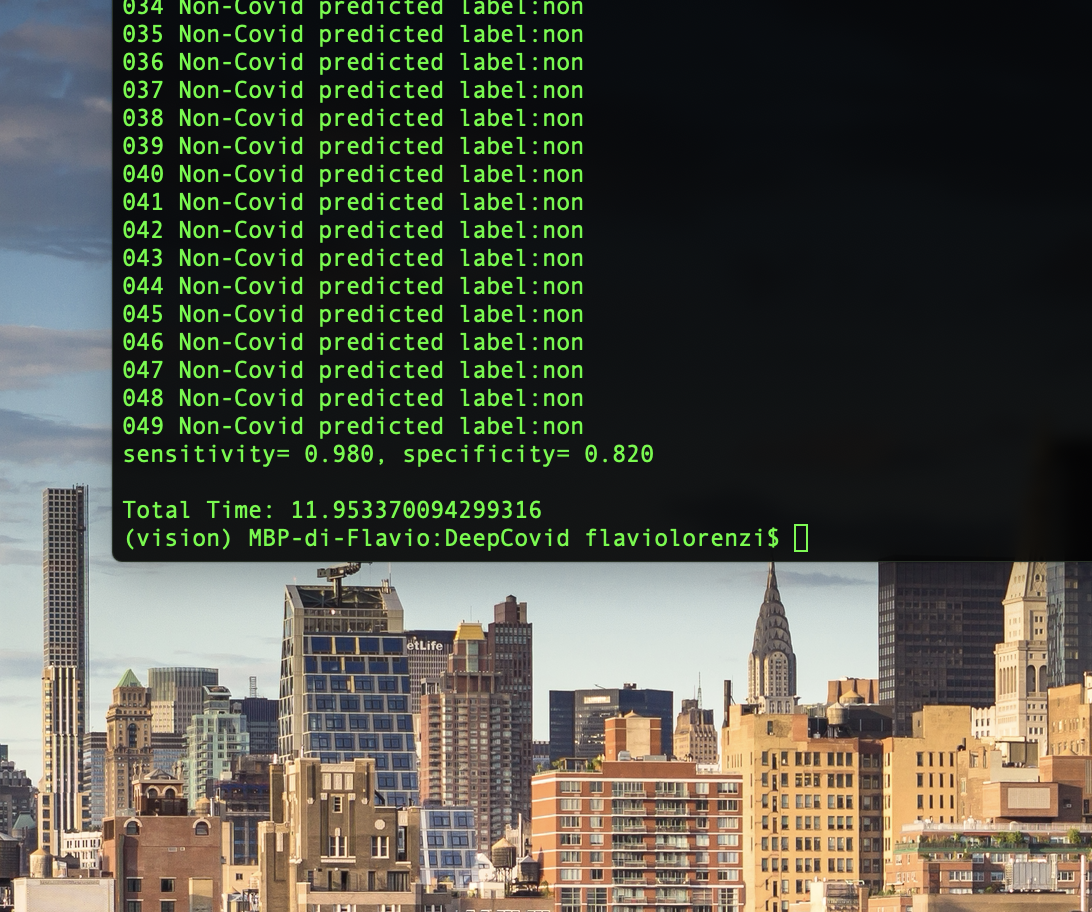 034 Non-Covid predicted label:non
035 Non-Covid predicted label:non
036 Non-Covid predicted label:non
037 Non-Covid predicted label:non
038 Non-Covid predicted label:non
039 Non-Covid predicted label:non
040 Non-Covid predicted label:non
041 Non-Covid predicted label:non
042 Non-Covid predicted label:non
043 Non-Covid predicted label:non
044 Non-Covid predicted label:non
045 Non-Covid predicted label:non
046 Non-Covid predicted label:non
047 Non-Covid predicted label:non
048 Non-Covid predicted label:non
049 Non-Covid predicted label:non
sensitivity= 0.980, specificity= 0.820
Total Time: 11.953370094299316
(vision) MBP-di-Flavio:DeepCovid flaviolorenzi$
etLife